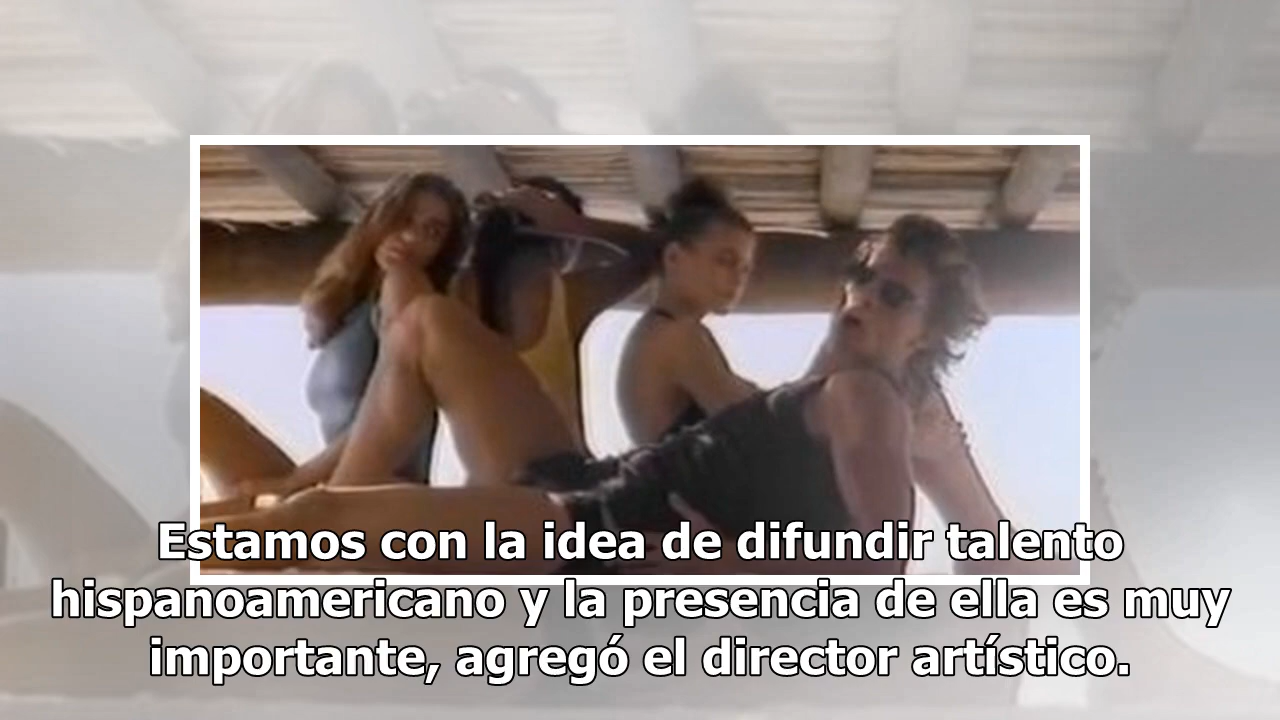 Estamos con la idea de difundir talento
hispanoamericano y la presencia de ella es muy
importante, agregó el director artístico.